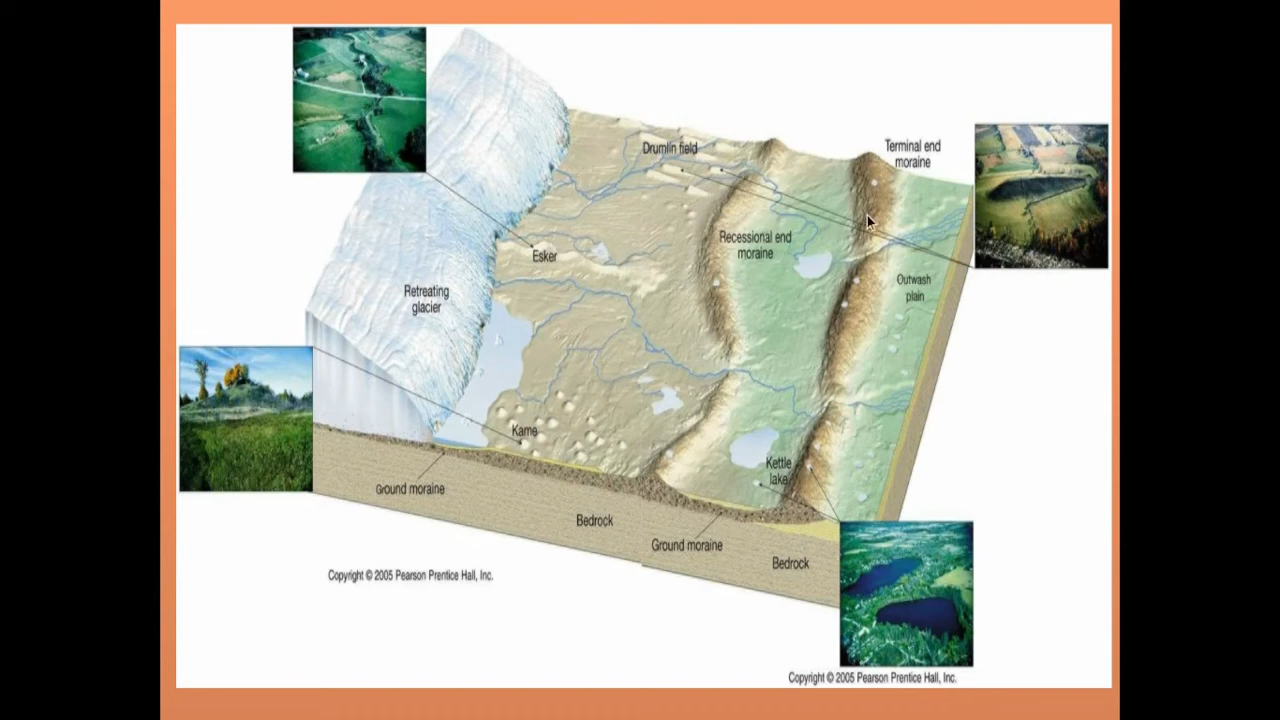 Drumlin field
Terminal end
moraine
Recessional end
moraine
Esker
Outwash
plain
Retreating
glacier
Kame
Kettle
lake
Ground moraine
Bedrock
Ground moraine
Bedrock
Copyright © 2005 Pearson Prentice Hall, Inc.
Copyright © 2005 Pearson Prentice Hall, Inc.